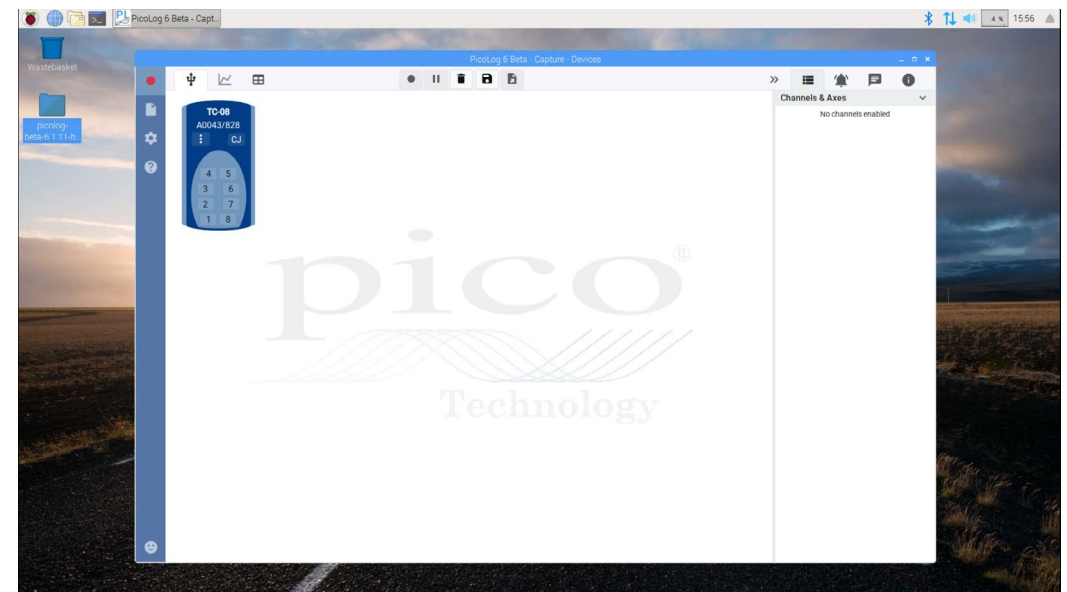 PicoLog 6 Beta - Capt...
4 %
15:56
Wastebasket
picolog-
beta-6.1.11-h...
PicoLog 6 Beta - Capture - Devices
Channels & Axes
No channels enabled
TC-08
A0043/828
CJ
4 5
3 6
2 7
1 8
pico®
Technology